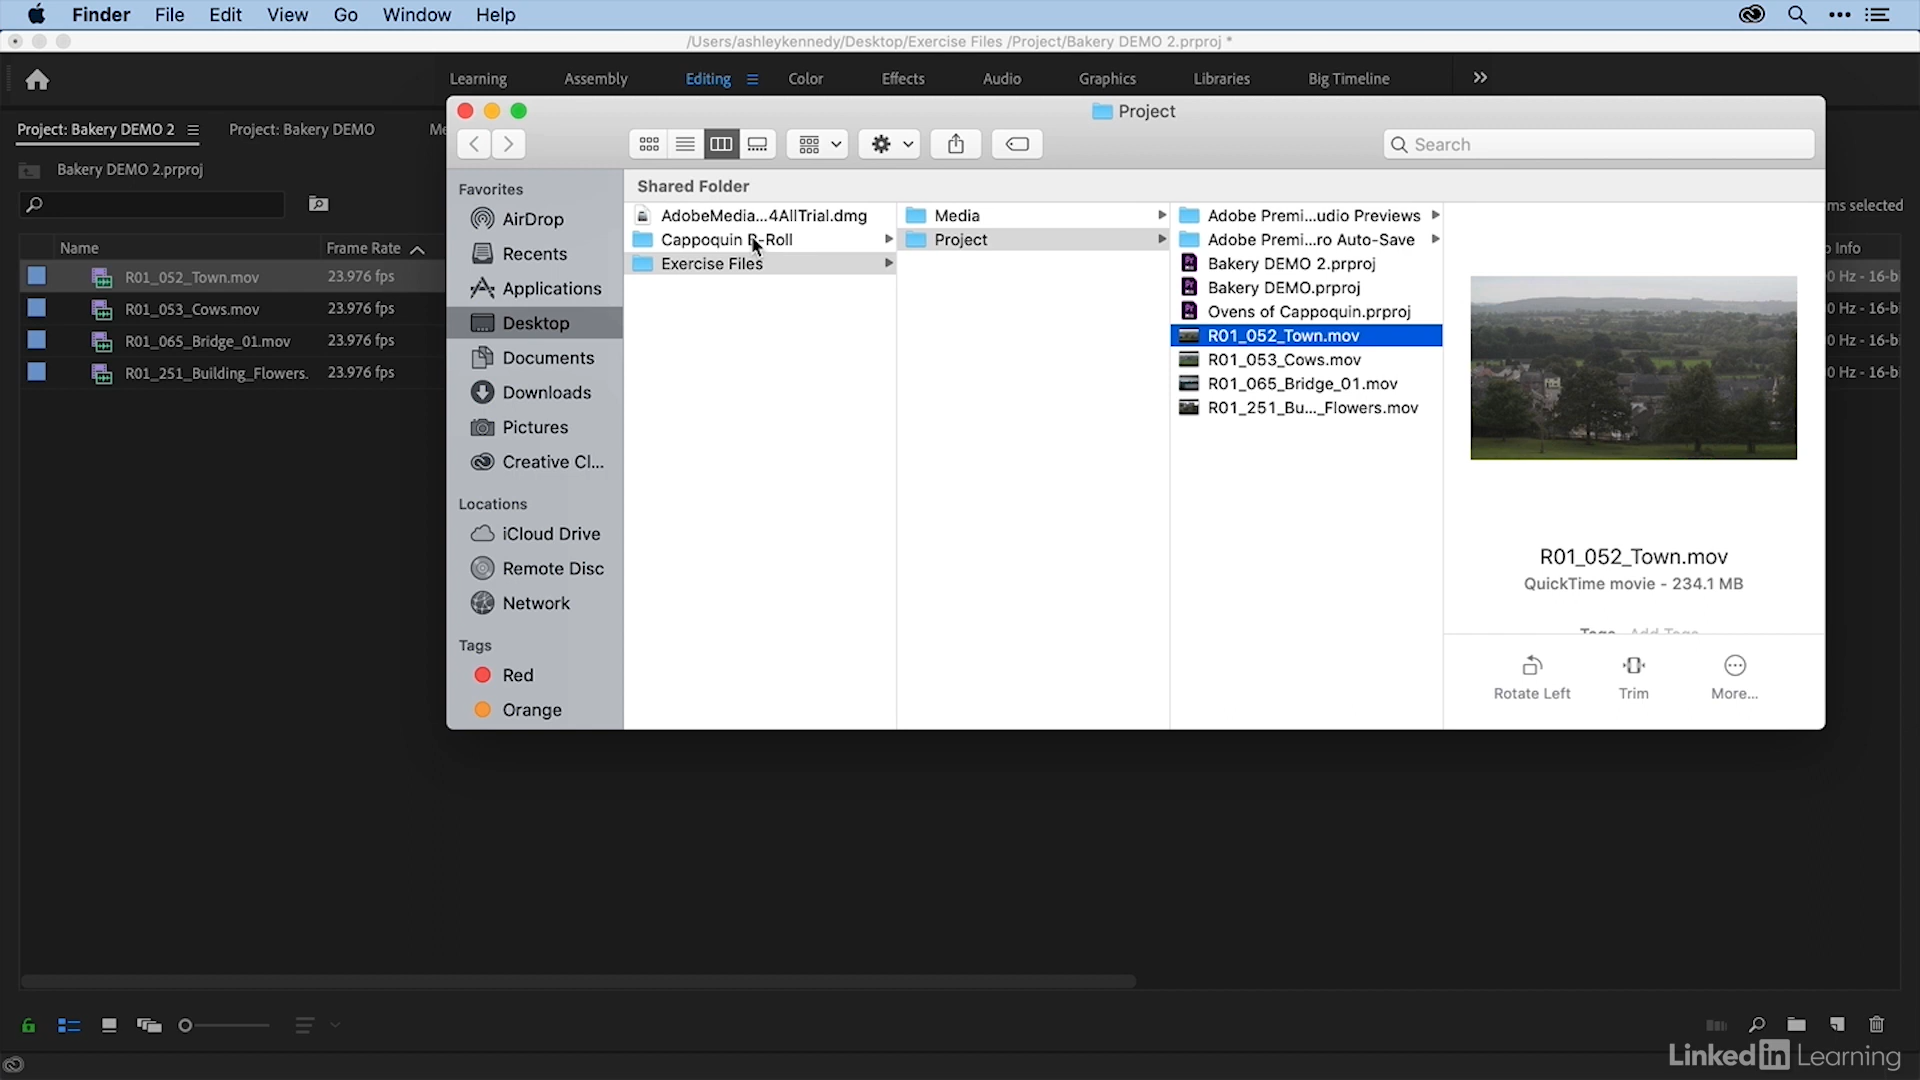 Finder File Edit View Go Window Help
/Users/ashleykennedy/Desktop/Exercise Files /Project/Bakery DEMO 2.prproj *
Learning Assembly Editing Color Effects Audio Graphics Libraries Big Timeline
Project
Project: Bakery DEMO 2 Project: Bakery DEMO Me
Search
Bakery DEMO 2.prproj
ms selected
Name Frame Rate o Info
R01_052_Town.mov 23.976 fps 0 Hz - 16-bi
R01_053_Cows.mov 23.976 fps 0 Hz - 16-bi
R01_065_Bridge_01.mov 23.976 fps 0 Hz - 16-bi
R01_251_Building_Flowers. 23.976 fps 0 Hz - 16-bi
Favorites
AirDrop
Recents
Applications
Desktop
Documents
Downloads
Pictures
Creative Cl...
Locations
iCloud Drive
Remote Disc
Network
Tags
Red
Orange
Shared Folder
AdobeMedia...4AllTrial.dmg
Cappoquin
Exercise Files
Media
Project
Adobe Premi...udio Previews
Adobe Premi...ro Auto-Save
Bakery DEMO 2.prproj
Bakery DEMO.prproj
Ovens of Cappoquin.prproj
R01_052_Town.mov
R01_053_Cows.mov
R01_065_Bridge_01.mov
R01_251_Bu..._Flowers.mov
R01_052_Town.mov
QuickTime movie - 234.1 MB
Rotate Left Trim More...
Linked in Learning